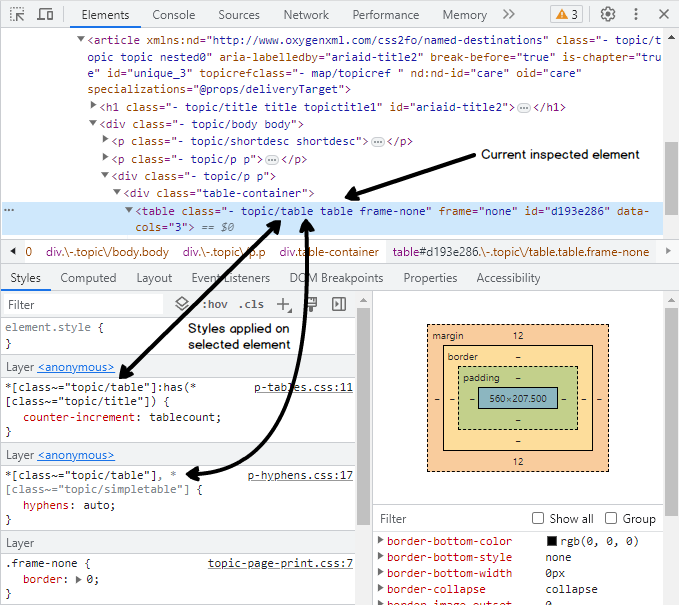 Elements Console Sources Network Performance Memory 3
<article xmlns:nd="http://www.oxygenxml.com/css2fo/named-destinations" class="- topic/t
opic topic nested0" aria-labelledby="ariaid-title2" break-before="true" is-chapter="tru
e" id="unique_3" topicrefclass="- map/topicref " nd:nd-id="care" oid="care"
specializations="@props/deliveryTarget">
<h1 class="- topic/title title topictitle1" id="ariaid-title2">…</h1>
<div class="- topic/body body">
<p class="- topic/shortdesc shortdesc">…</p>
<p class="- topic/p p">…</p>
<div class="- topic/p p">
Current inspected element
<div class="table-container">
<table class="- topic/table table frame-none" frame="none" id="d193e286" data-
cols="3"> == $0
0 div.\-.topic\/body.body div.\-.topic\/p.p div.table-container table#d193e286.\-.topic\/table.table.frame-none
Styles Computed Layout Event Listeners DOM Breakpoints Properties Accessibility
Filter :hov .cls
element.style {
}
Styles applied on
selected element
Layer <anonymous>
*[class~="topic/table"]:has(* p-tables.css:11
[class~="topic/title"]) {
counter-increment: tablecount;
}
Layer <anonymous>
*[class~="topic/table"], * p-hyphens.css:17
[class~="topic/simpletable"] {
hyphens: auto;
}
Layer
.frame-none { topic-page-print.css:7
border: 0;
}
margin 12
border –
padding –
– – – 560×207.500 – – –
–
–
12
Filter Show all Group
border-bottom-color rgb(0, 0, 0)
border-bottom-style none
border-bottom-width 0px
border-collapse collapse
border-image-outset 0